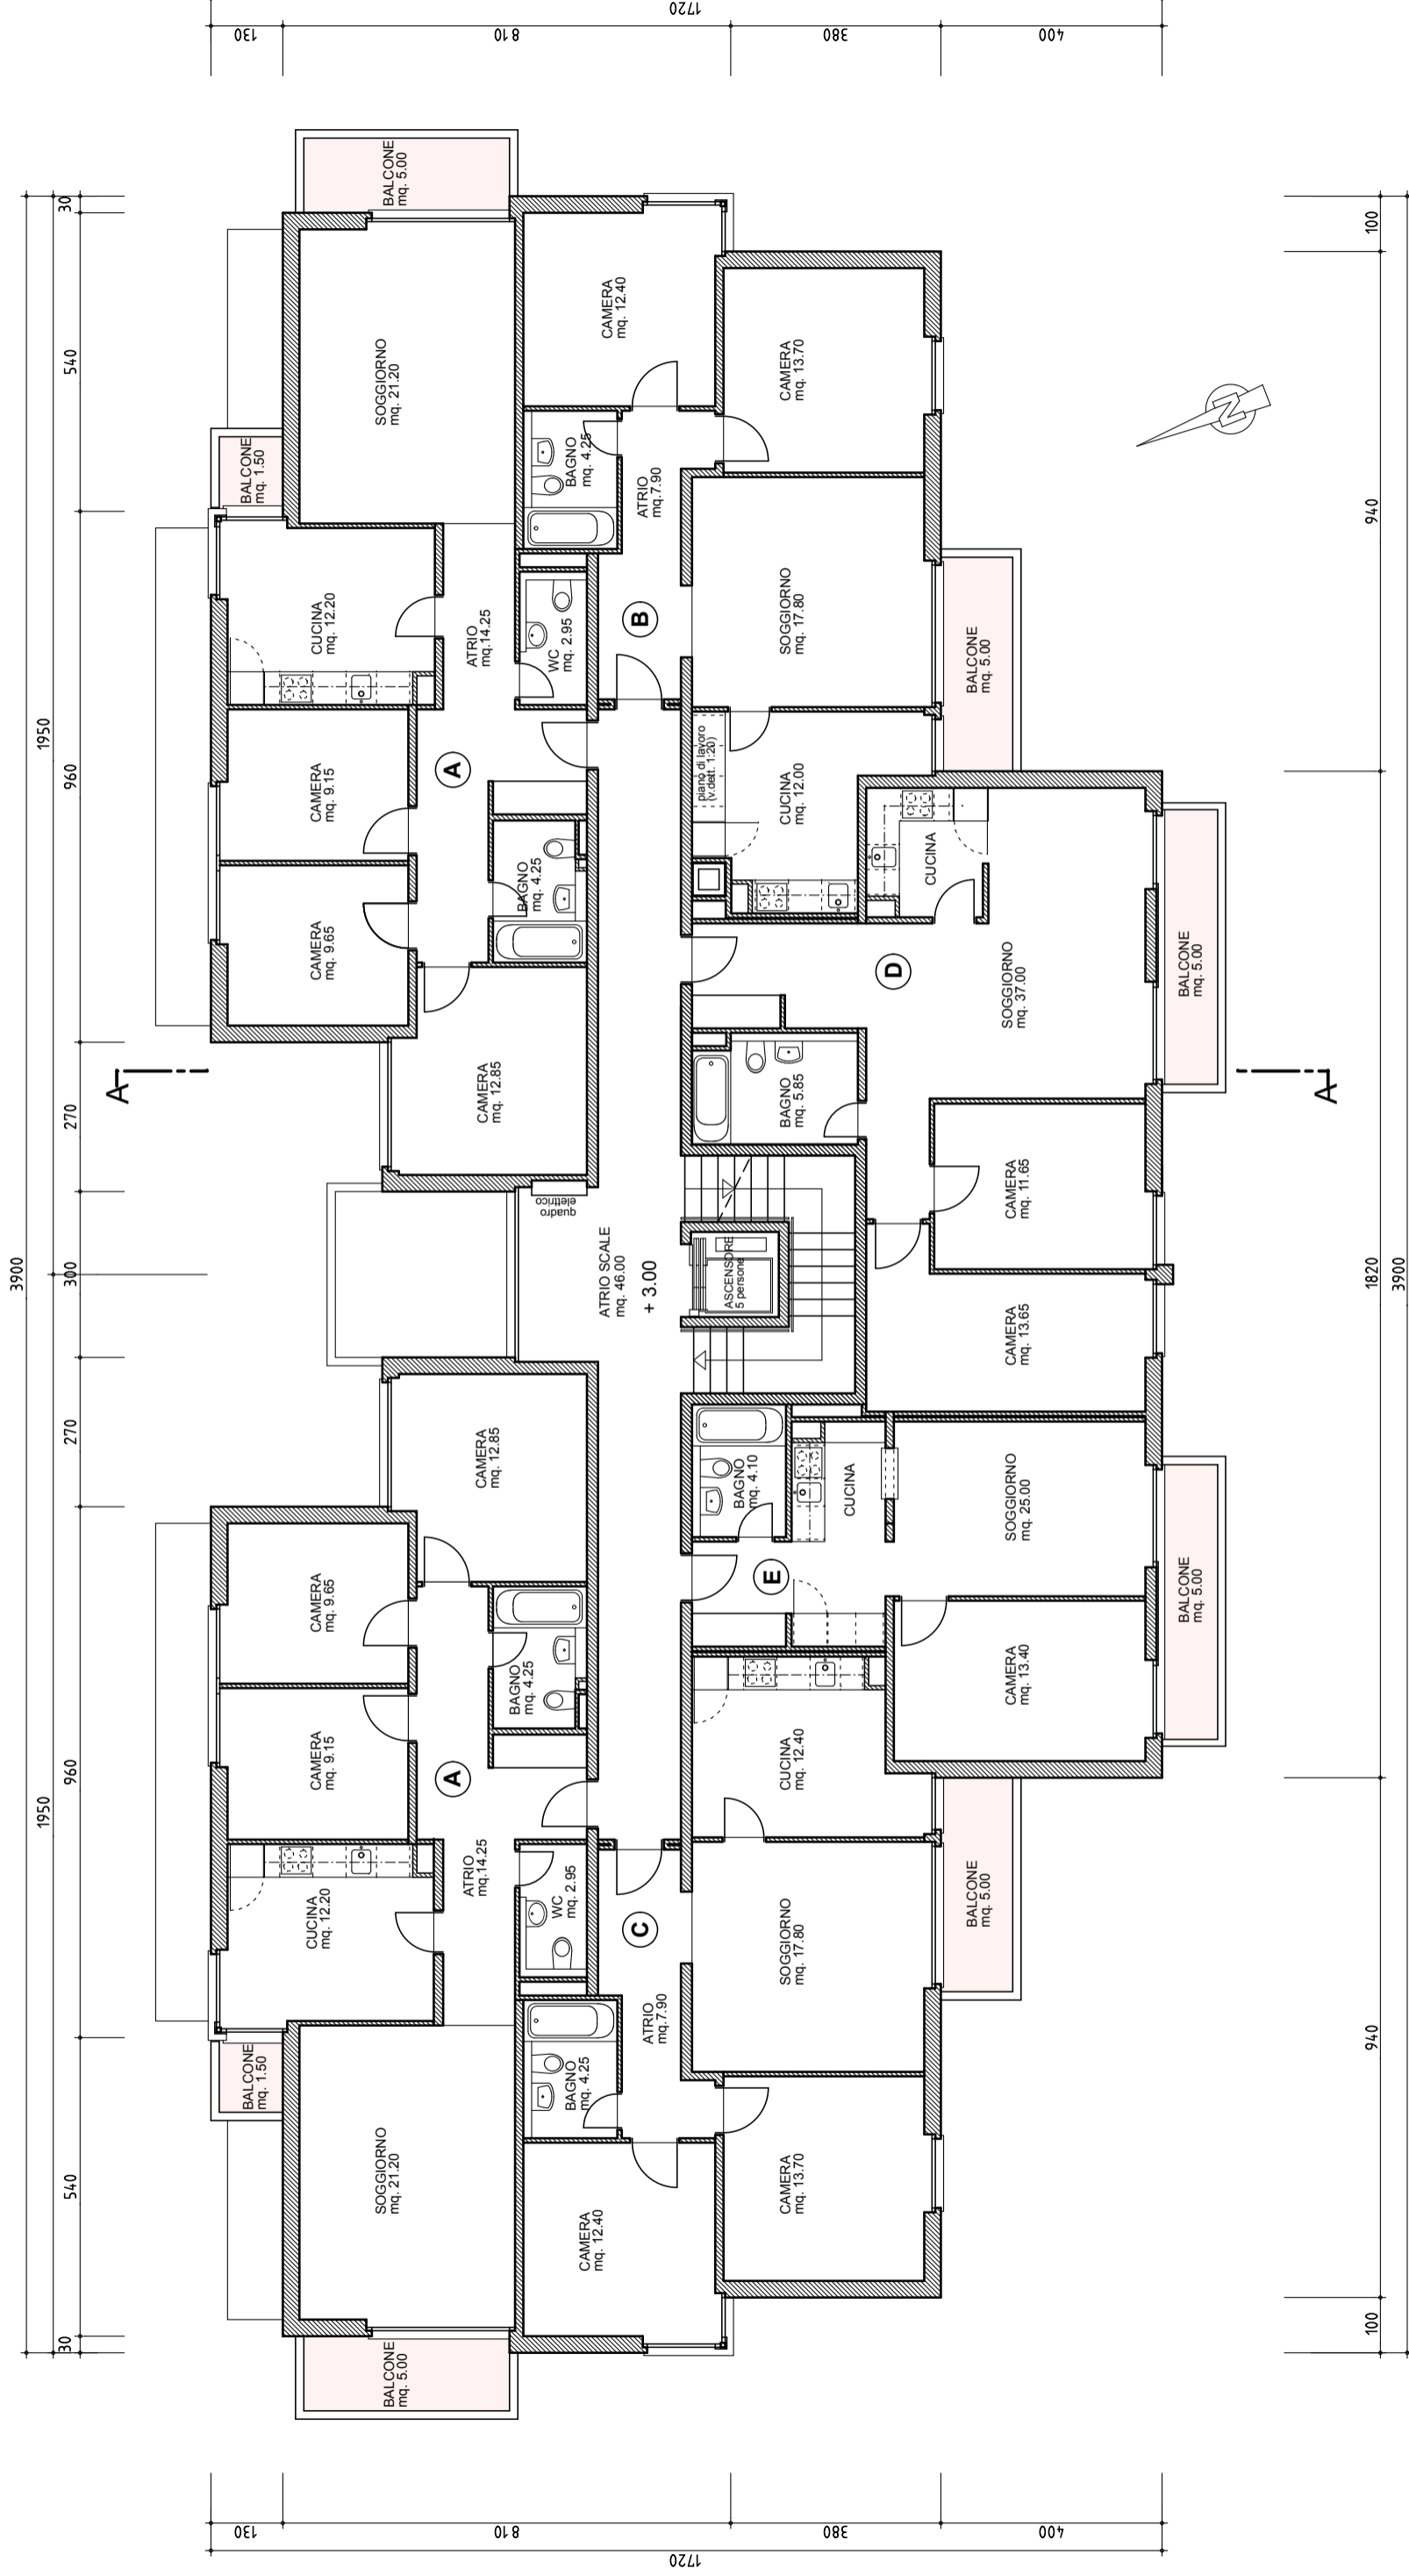 1720
130
810
380
400
3900
1950
1950
30
540
960
270
300
270
960
540
30
100
940
1820
940
100
3900
BALCONE
mq. 5.00
SOGGIORNO
mq. 21.20
BALCONE
mq. 1.50
CUCINA
mq. 12.20
ATRIO
mq.14.25
WC
mq. 2.95
A
CAMERA
mq. 9.15
CAMERA
mq. 9.65
BAGNO
mq. 4.25
CAMERA
mq. 12.85
CAMERA
mq. 12.40
CAMERA
mq. 13.70
BAGNO
mq. 4.25
ATRIO
mq.7.90
B
SOGGIORNO
mq. 17.80
BALCONE
mq. 5.00
piano di lavoro
(v.dett. 1:20)
CUCINA
mq. 12.00
CUCINA
D
SOGGIORNO
mq. 37.00
BALCONE
mq. 5.00
BAGNO
mq. 5.85
CAMERA
mq. 11.65
CAMERA
mq. 13.65
N
A
A
quadro
elettrico
ATRIO SCALE
mq. 46.00
+ 3.00
ASCENSORE
5 persone
CAMERA
mq. 12.85
CAMERA
mq. 9.65
CAMERA
mq. 9.15
BAGNO
mq. 4.25
A
ATRIO
mq.14.25
WC
mq. 2.95
CUCINA
mq. 12.20
BALCONE
mq. 1.50
SOGGIORNO
mq. 21.20
BALCONE
mq. 5.00
BAGNO
mq. 4.10
CUCINA
E
SOGGIORNO
mq. 25.00
CAMERA
mq. 13.40
BALCONE
mq. 5.00
CUCINA
mq. 12.40
C
SOGGIORNO
mq. 17.80
BALCONE
mq. 5.00
ATRIO
mq.7.90
BAGNO
mq. 4.25
CAMERA
mq. 12.40
CAMERA
mq. 13.70
130
810
380
400
1720